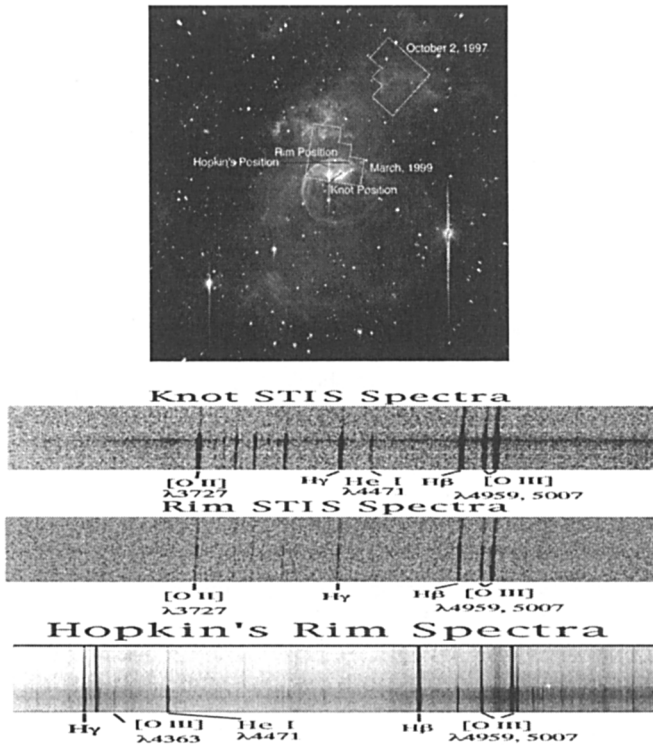 October 2, 1997
Rim Position
Hopkin's Position
March, 1999
Knot Position
Knot STIS Spectra
[O II] Hγ He I Hβ [O III]
λ3727 λ4471 λ4959, 5007
Rim STIS Spectra
[O II] Hγ Hβ [O III]
λ3727 λ4959, 5007
Hopkin's Rim Spectra
Hγ [O III] He I Hβ [O III]
λ4363 λ4471 λ4959, 5007